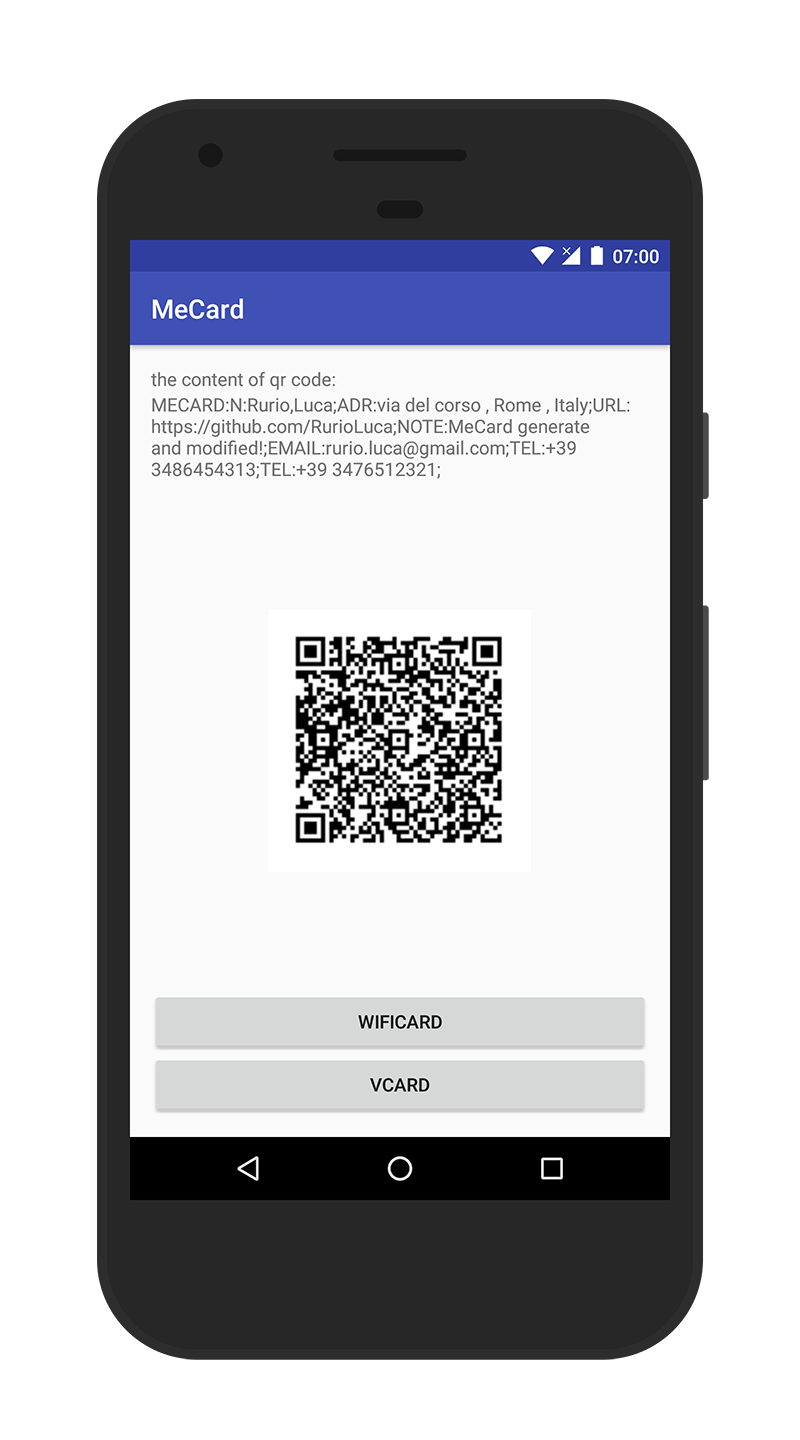 07:00
MeCard
the content of qr code:
MECARD:N:Rurio,Luca;ADR:via del corso , Rome , Italy;URL:
https://github.com/RurioLuca;NOTE:MeCard generate
and modified!;EMAIL:rurio.luca@gmail.com;TEL:+39
3486454313;TEL:+39 3476512321;
WIFICARD
VCARD